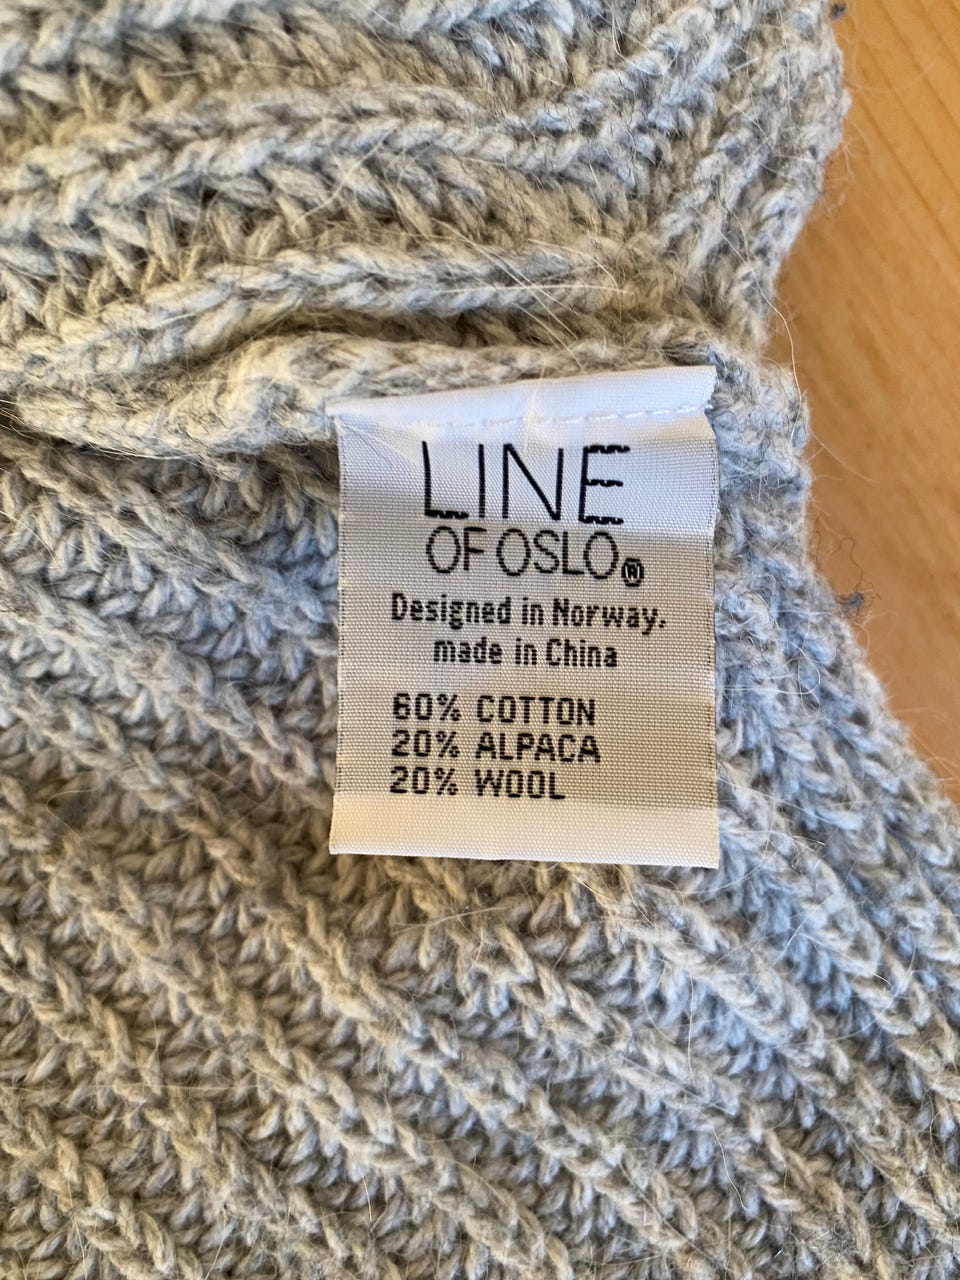 LINE
OF OSLO®
Designed in Norway.
made in China
60% COTTON
20% ALPACA
20% WOOL